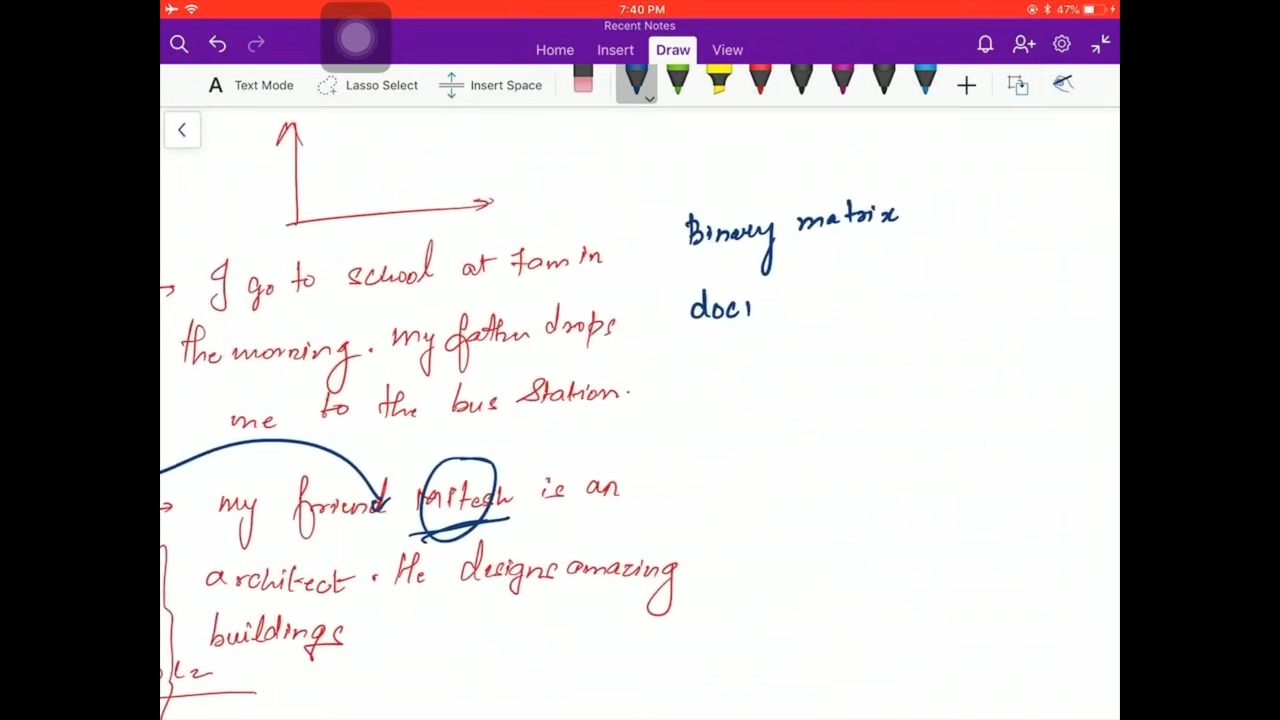 7:40 PM
47%
Recent Notes
Home Insert Draw View
A Text Mode Lasso Select Insert Space
Binary matrix
I go to school at 7am in
the morning. my father drops
me to the bus station.
my friend is an
architect. He designs amazing
buildings